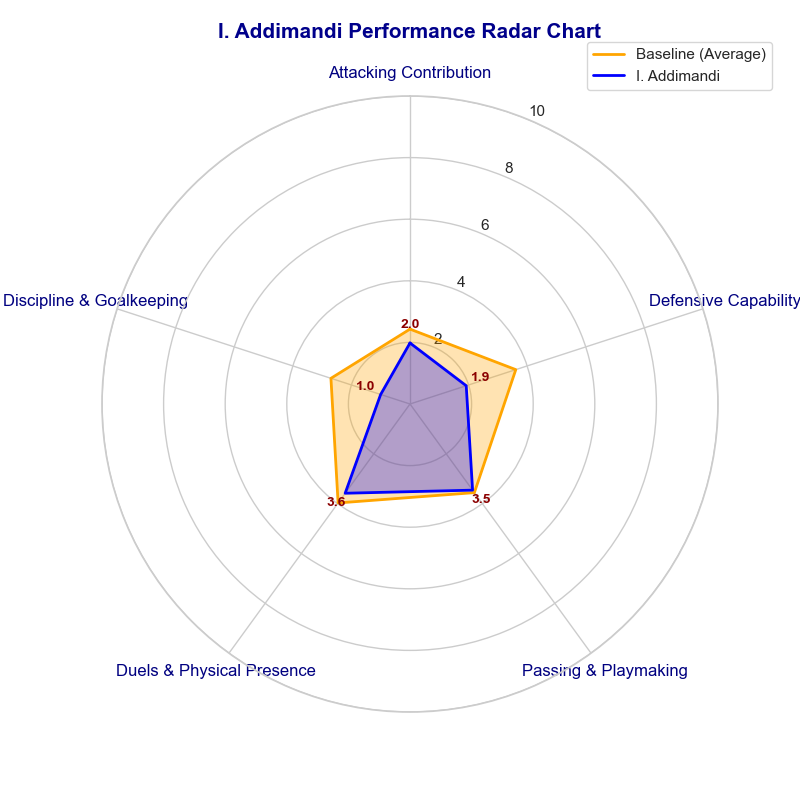 I. Addimandi Performance Radar Chart
Baseline (Average)
I. Addimandi
Attacking Contribution
10
8
6
4
2
Discipline & Goalkeeping
Defensive Capability
2.0
1.9
1.0
3.6
3.5
Duels & Physical Presence
Passing & Playmaking